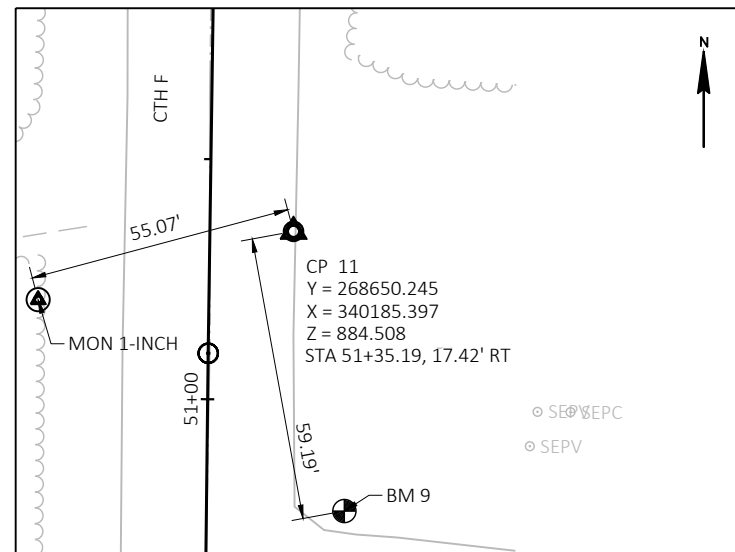 N
CTH F
55.07'
CP 11
Y = 268650.245
X = 340185.397
Z = 884.508
STA 51+35.19, 17.42' RT
MON 1-INCH
51+00
59.19'
SEPV
SEPC
SEPV
BM 9